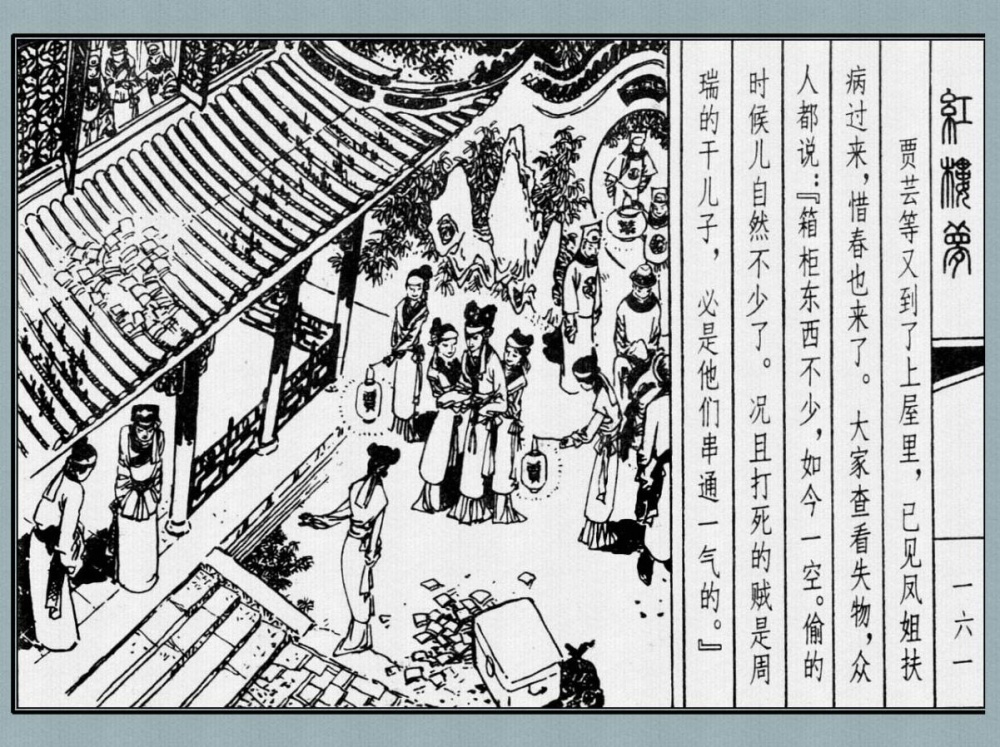 紅樓夢
一六一
贾芸等又到了上屋里，已见凤姐扶
病过来，惜春也来了。大家查看失物，众
人都说：『箱柜东西不少，如今一空。偷的
时候儿自然不少了。况且打死的贼是周
瑞的干儿子，必是他们串通一气的。』